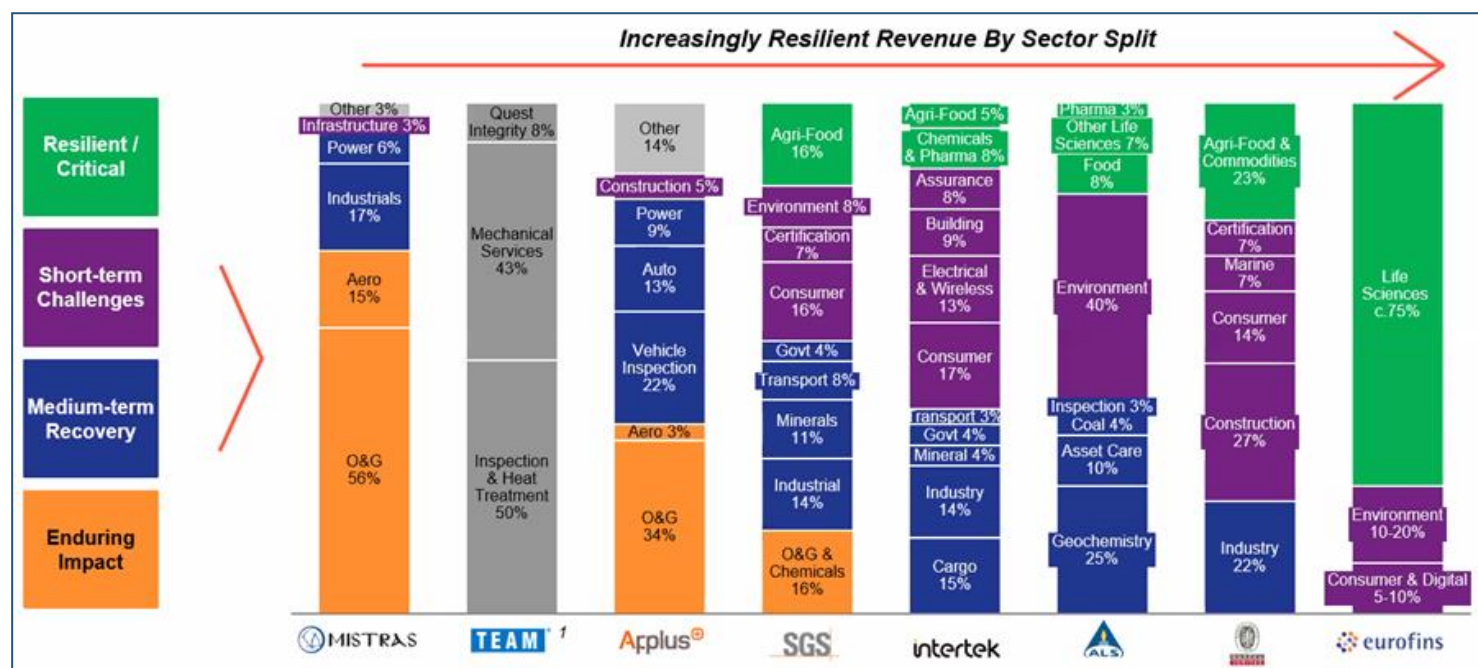 Increasingly Resilient Revenue By Sector Split
Resilient /
Critical
Short-term
Challenges
Medium-term
Recovery
Enduring
Impact
Other 3%
Infrastructure 3%
Power 6%
Industrials
17%
Aero
15%
O&G
56%
MISTRAS
Quest
Integrity 8%
Mechanical
Services
43%
Inspection
& Heat
Treatment
50%
TEAM
1
Other
14%
Construction 5%
Power
9%
Auto
13%
Vehicle
Inspection
22%
Aero 3%
O&G
34%
Applus
Agri-Food
16%
Environment 8%
Certification
7%
Consumer
16%
Govt 4%
Transport 8%
Minerals
11%
Industrial
14%
O&G &
Chemicals
16%
SGS
Agri-Food 5%
Chemicals
& Pharma 8%
Assurance
8%
Building
9%
Electrical
& Wireless
13%
Consumer
17%
Transport 3%
Govt 4%
Mineral 4%
Industry
14%
Cargo
15%
intertek
Pharma 3%
Other Life
Sciences 7%
Food
8%
Environment
40%
Inspection 3%
Coal 4%
Asset Care
10%
Geochemistry
25%
ALS
Agri-Food &
Commodities
23%
Certification
7%
Marine
7%
Consumer
14%
Construction
27%
Industry
22%
Life
Sciences
c.75%
Environment
10-20%
Consumer & Digital
5-10%
eurofins